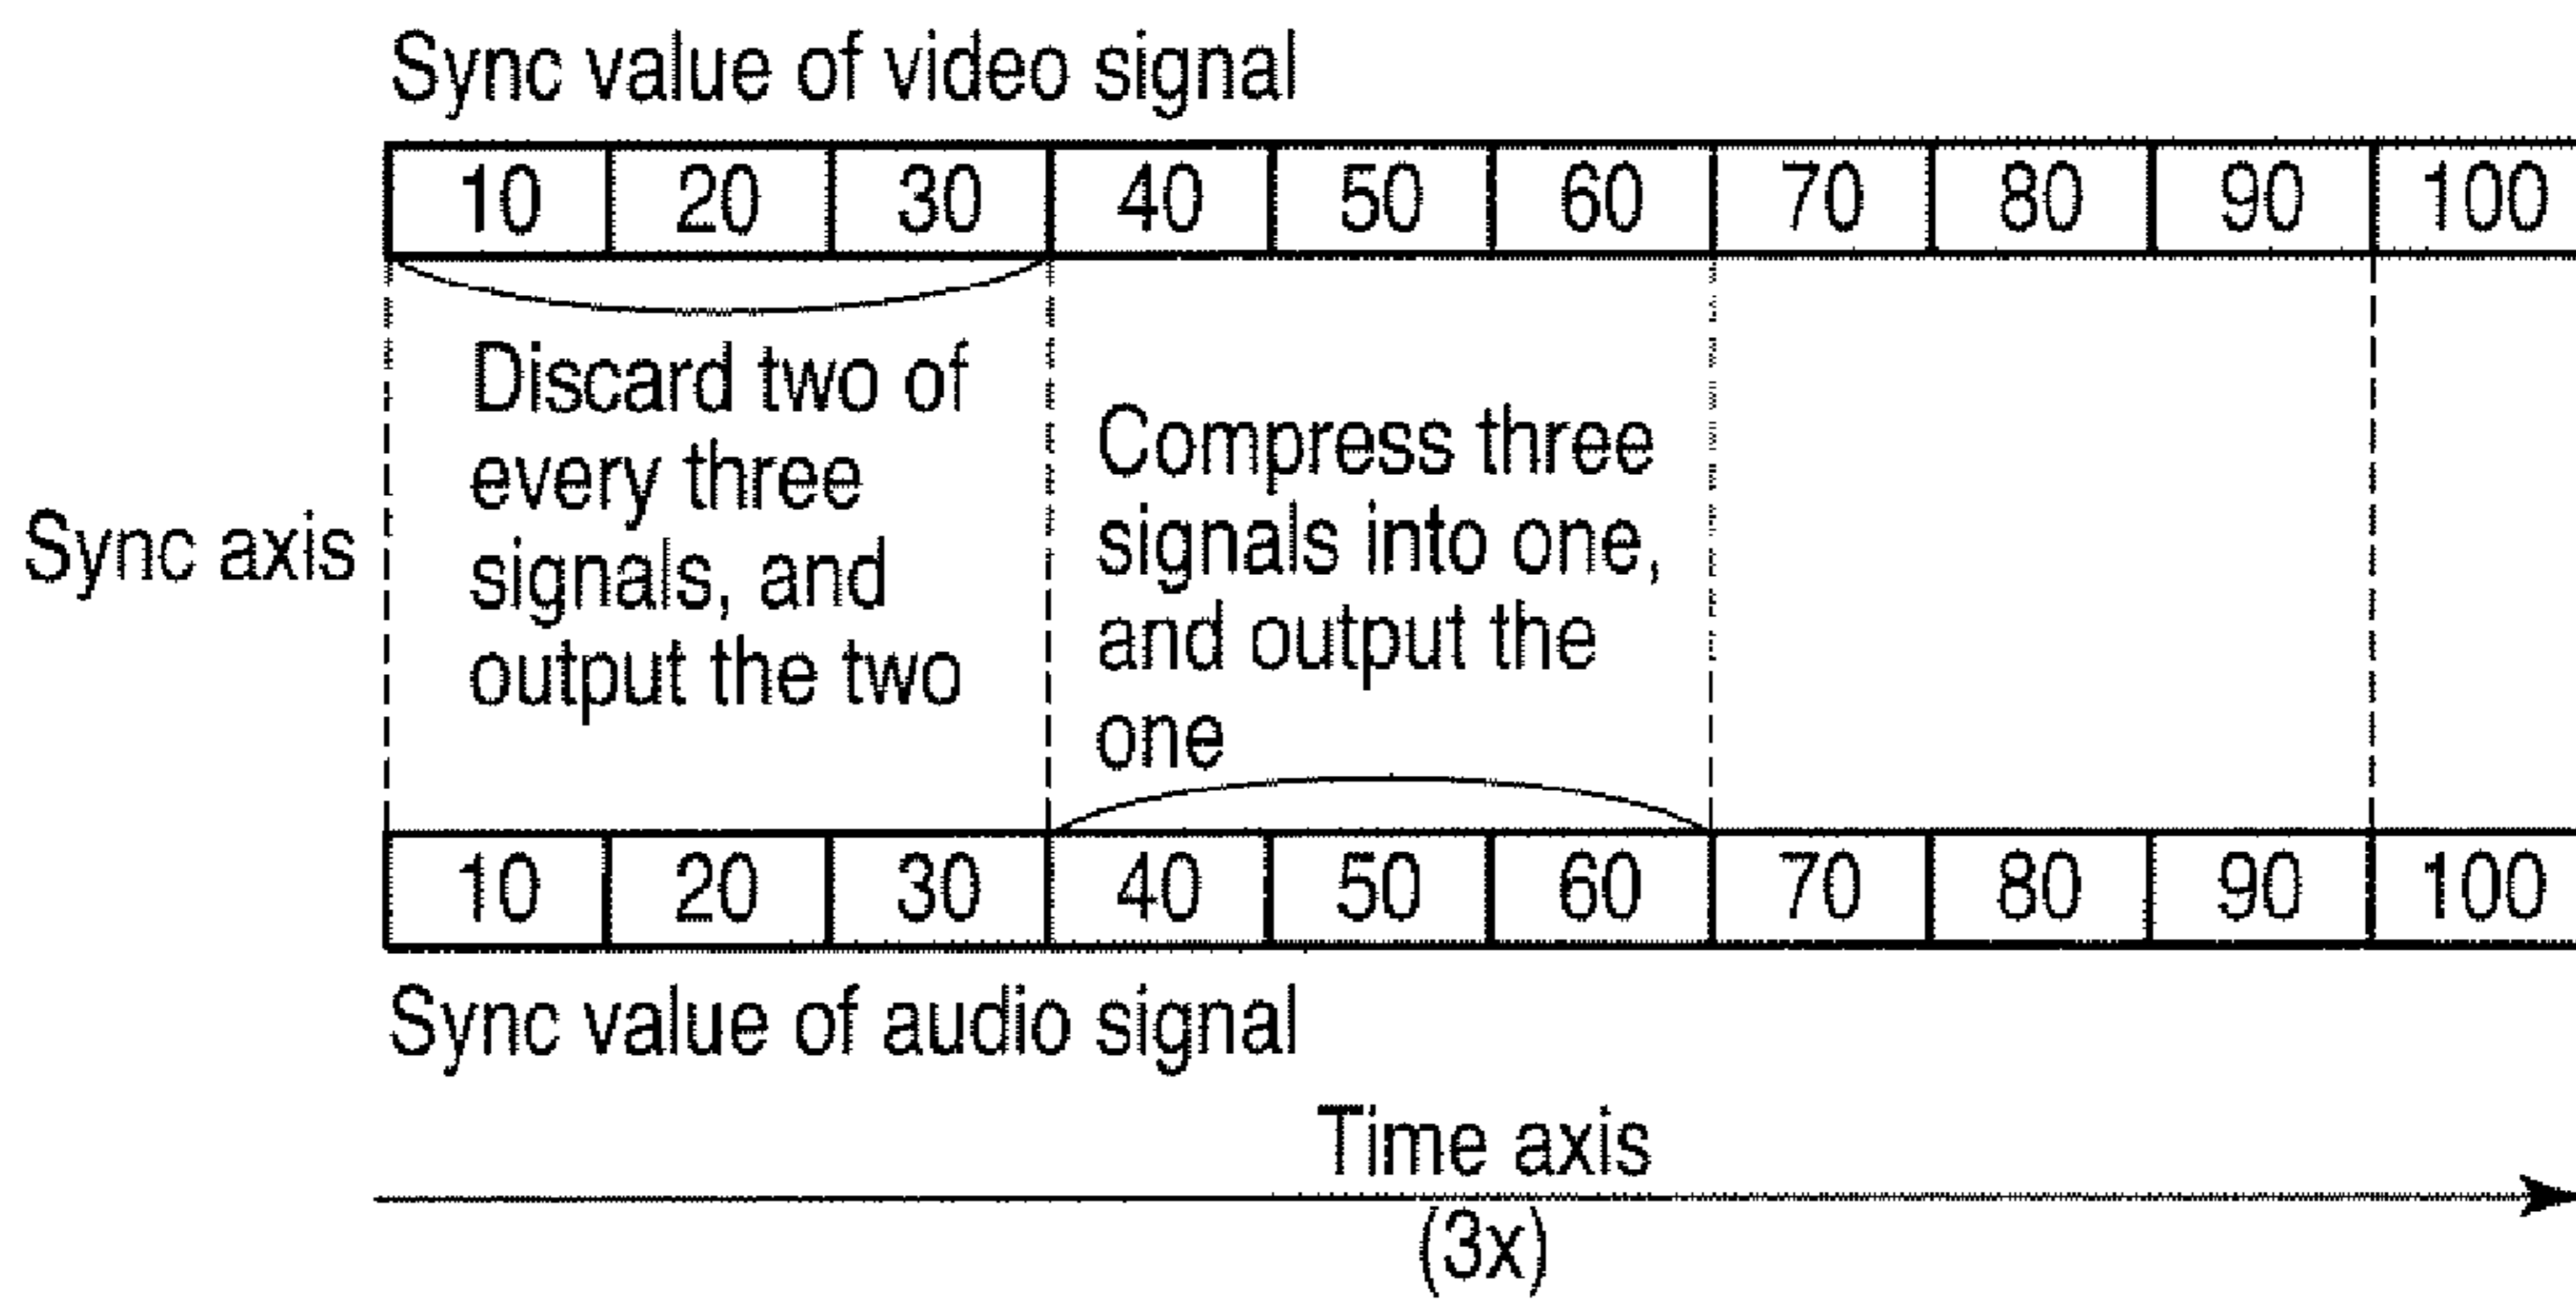 Sync value of video signal
10 20 30 40 50 60 70 80 90 100
Discard two of
every three
signals, and
output the two
Compress three
signals into one,
and output the
one
Sync axis
10 20 30 40 50 60 70 80 90 100
Sync value of audio signal
Time axis
(3x)